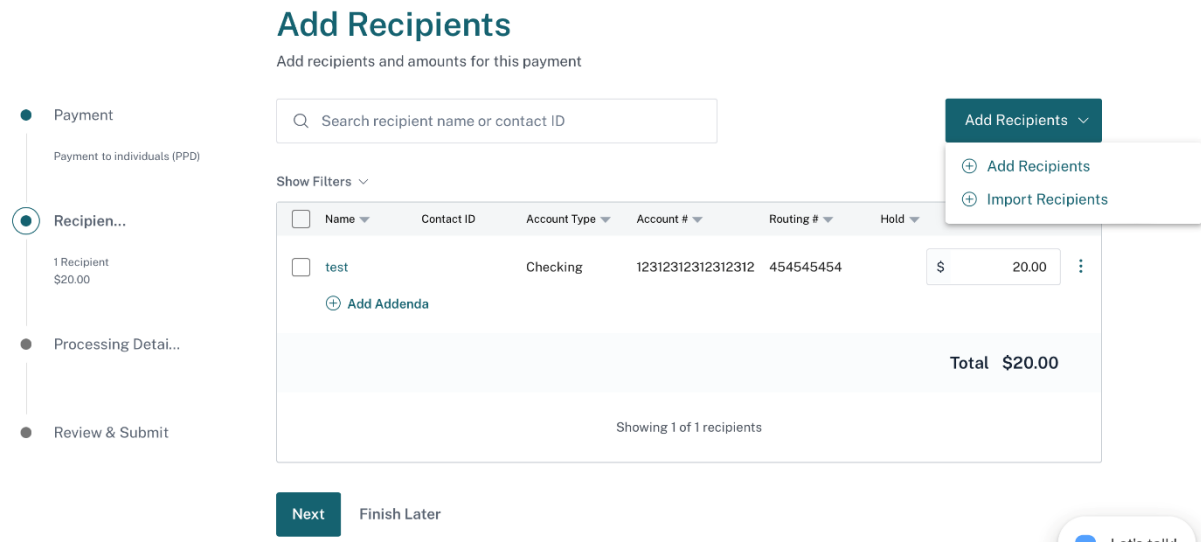 Add Recipients
Add recipients and amounts for this payment
Payment
Payment to individuals (PPD)
Recipien...
1 Recipient
$20.00
Processing Detai...
Review & Submit
Search recipient name or contact ID
Add Recipients
Add Recipients
Import Recipients
Show Filters
Name Contact ID Account Type Account # Routing # Hold
test Checking 12312312312312312 454545454 $ 20.00
Add Addenda
Total $20.00
Showing 1 of 1 recipients
Next Finish Later